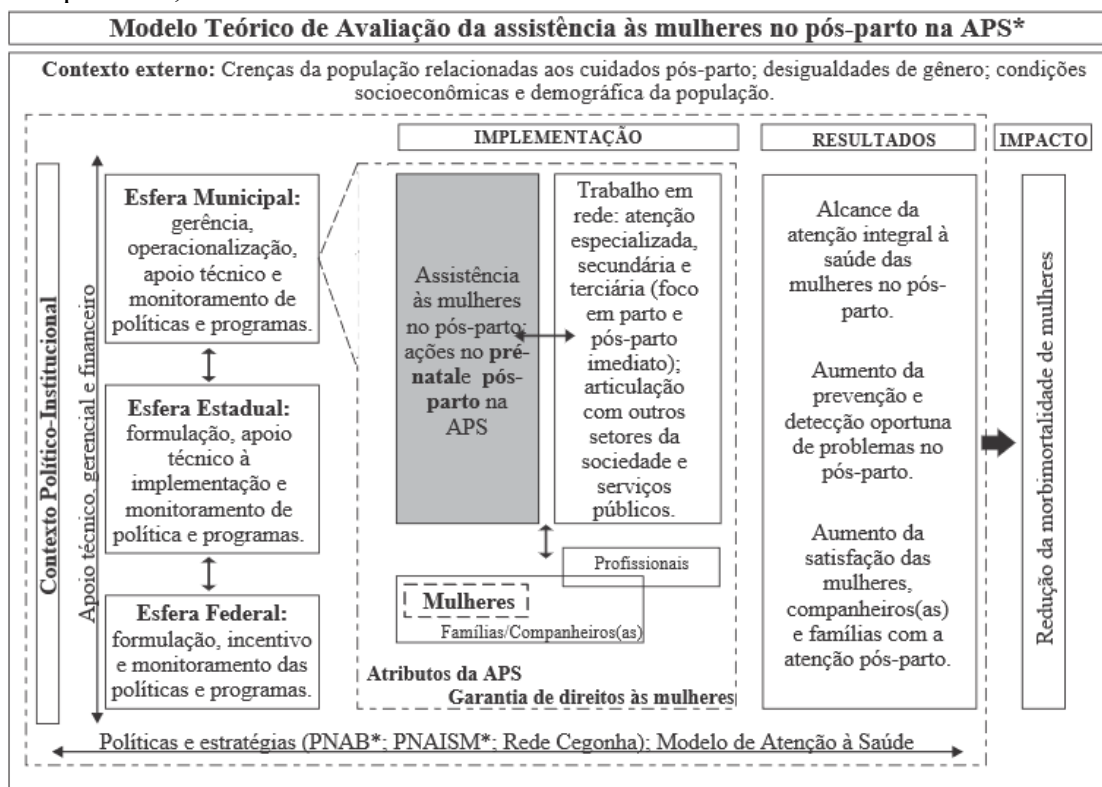 Modelo Teórico de Avaliação da assistência às mulheres no pós-parto na APS*
Contexto externo: Crenças da população relacionadas aos cuidados pós-parto; desigualdades de gênero; condições
socioeconômicas e demográfica da população.
Contexto Político-Institucional
Apoio técnico, gerencial e financeiro
Esfera Municipal:
gerência,
operacionalização,
apoio técnico e
monitoramento de
políticas e programas.
Esfera Estadual:
formulação, apoio
técnico à
implementação e
monitoramento de
política e programas.
Esfera Federal:
formulação, incentivo
e monitoramento das
políticas e programas.
IMPLEMENTAÇÃO
Assistência
às mulheres
no pós-parto:
ações no pré-
natale pós-
parto na
APS
Trabalho em
rede: atenção
especializada,
secundária e
terciária (foco
em parto e
pós-parto
imediato);
articulação
com outros
setores da
sociedade e
serviços
públicos.
Profissionais
Mulheres
Famílias/Companheiros(as)
Atributos da APS
Garantia de direitos às mulheres
RESULTADOS
Alcance da
atenção integral à
saúde das
mulheres no pós-
parto.
Aumento da
prevenção e
detecção oportuna
de problemas no
pós-parto.
Aumento da
satisfação das
mulheres,
companheiros(as)
e famílias com a
atenção pós-parto.
IMPACTO
Redução da morbimortalidade de mulheres
Políticas e estratégias (PNAB*; PNAISM*; Rede Cegonha); Modelo de Atenção à Saúde